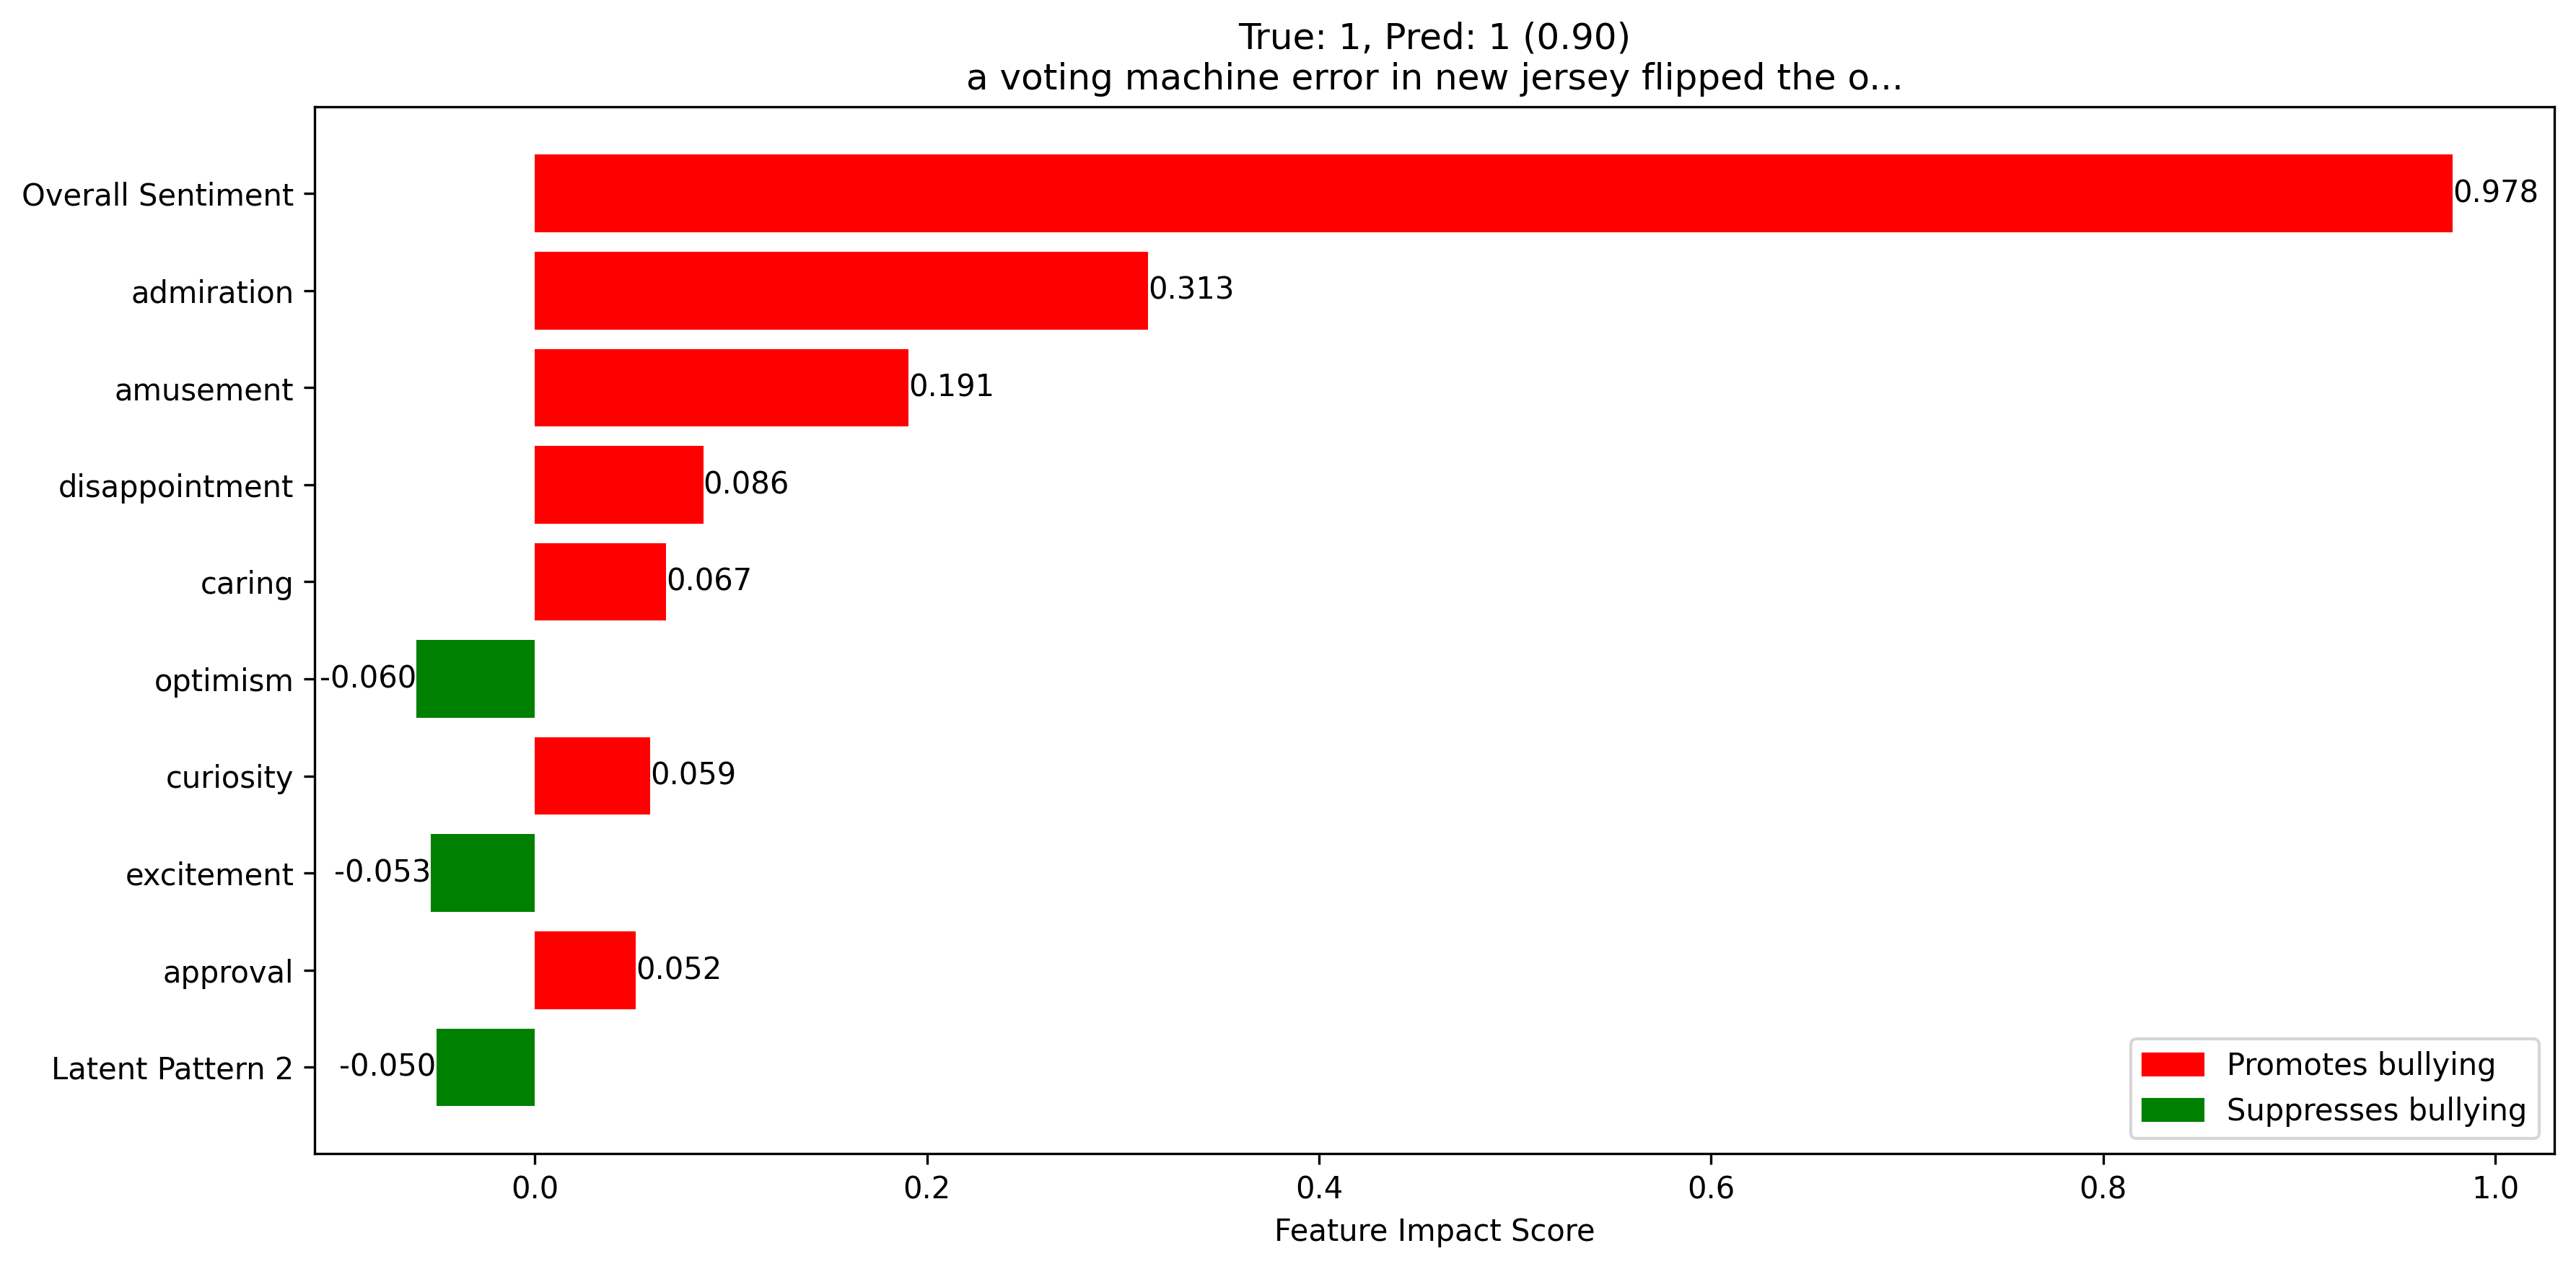 True: 1, Pred: 1 (0.90)
a voting machine error in new jersey flipped the o...
Overall Sentiment
0.978
admiration
0.313
amusement
0.191
disappointment
0.086
caring
0.067
optimism
-0.060
curiosity
0.059
excitement
-0.053
approval
0.052
Latent Pattern 2
-0.050
Promotes bullying
Suppresses bullying
0.0 0.2 0.4 0.6 0.8 1.0
Feature Impact Score